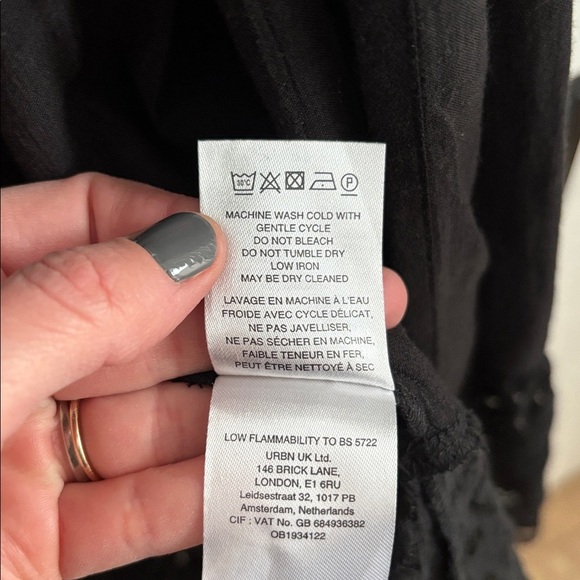 30°C P
MACHINE WASH COLD WITH
GENTLE CYCLE
DO NOT BLEACH
DO NOT TUMBLE DRY
LOW IRON
MAY BE DRY CLEANED
LAVAGE EN MACHINE À L'EAU
FROIDE AVEC CYCLE DÉLICAT,
NE PAS JAVELLISER,
NE PAS SÉCHER EN MACHINE,
FAIBLE TENEUR EN FER,
PEUT ÊTRE NETTOYÉ À SEC
LOW FLAMMABILITY TO BS 5722
URBN UK Ltd.
146 BRICK LANE,
LONDON, E1 6RU
Leidsestraat 32, 1017 PB
Amsterdam, Netherlands
CIF : VAT No. GB 684936382
OB1934122